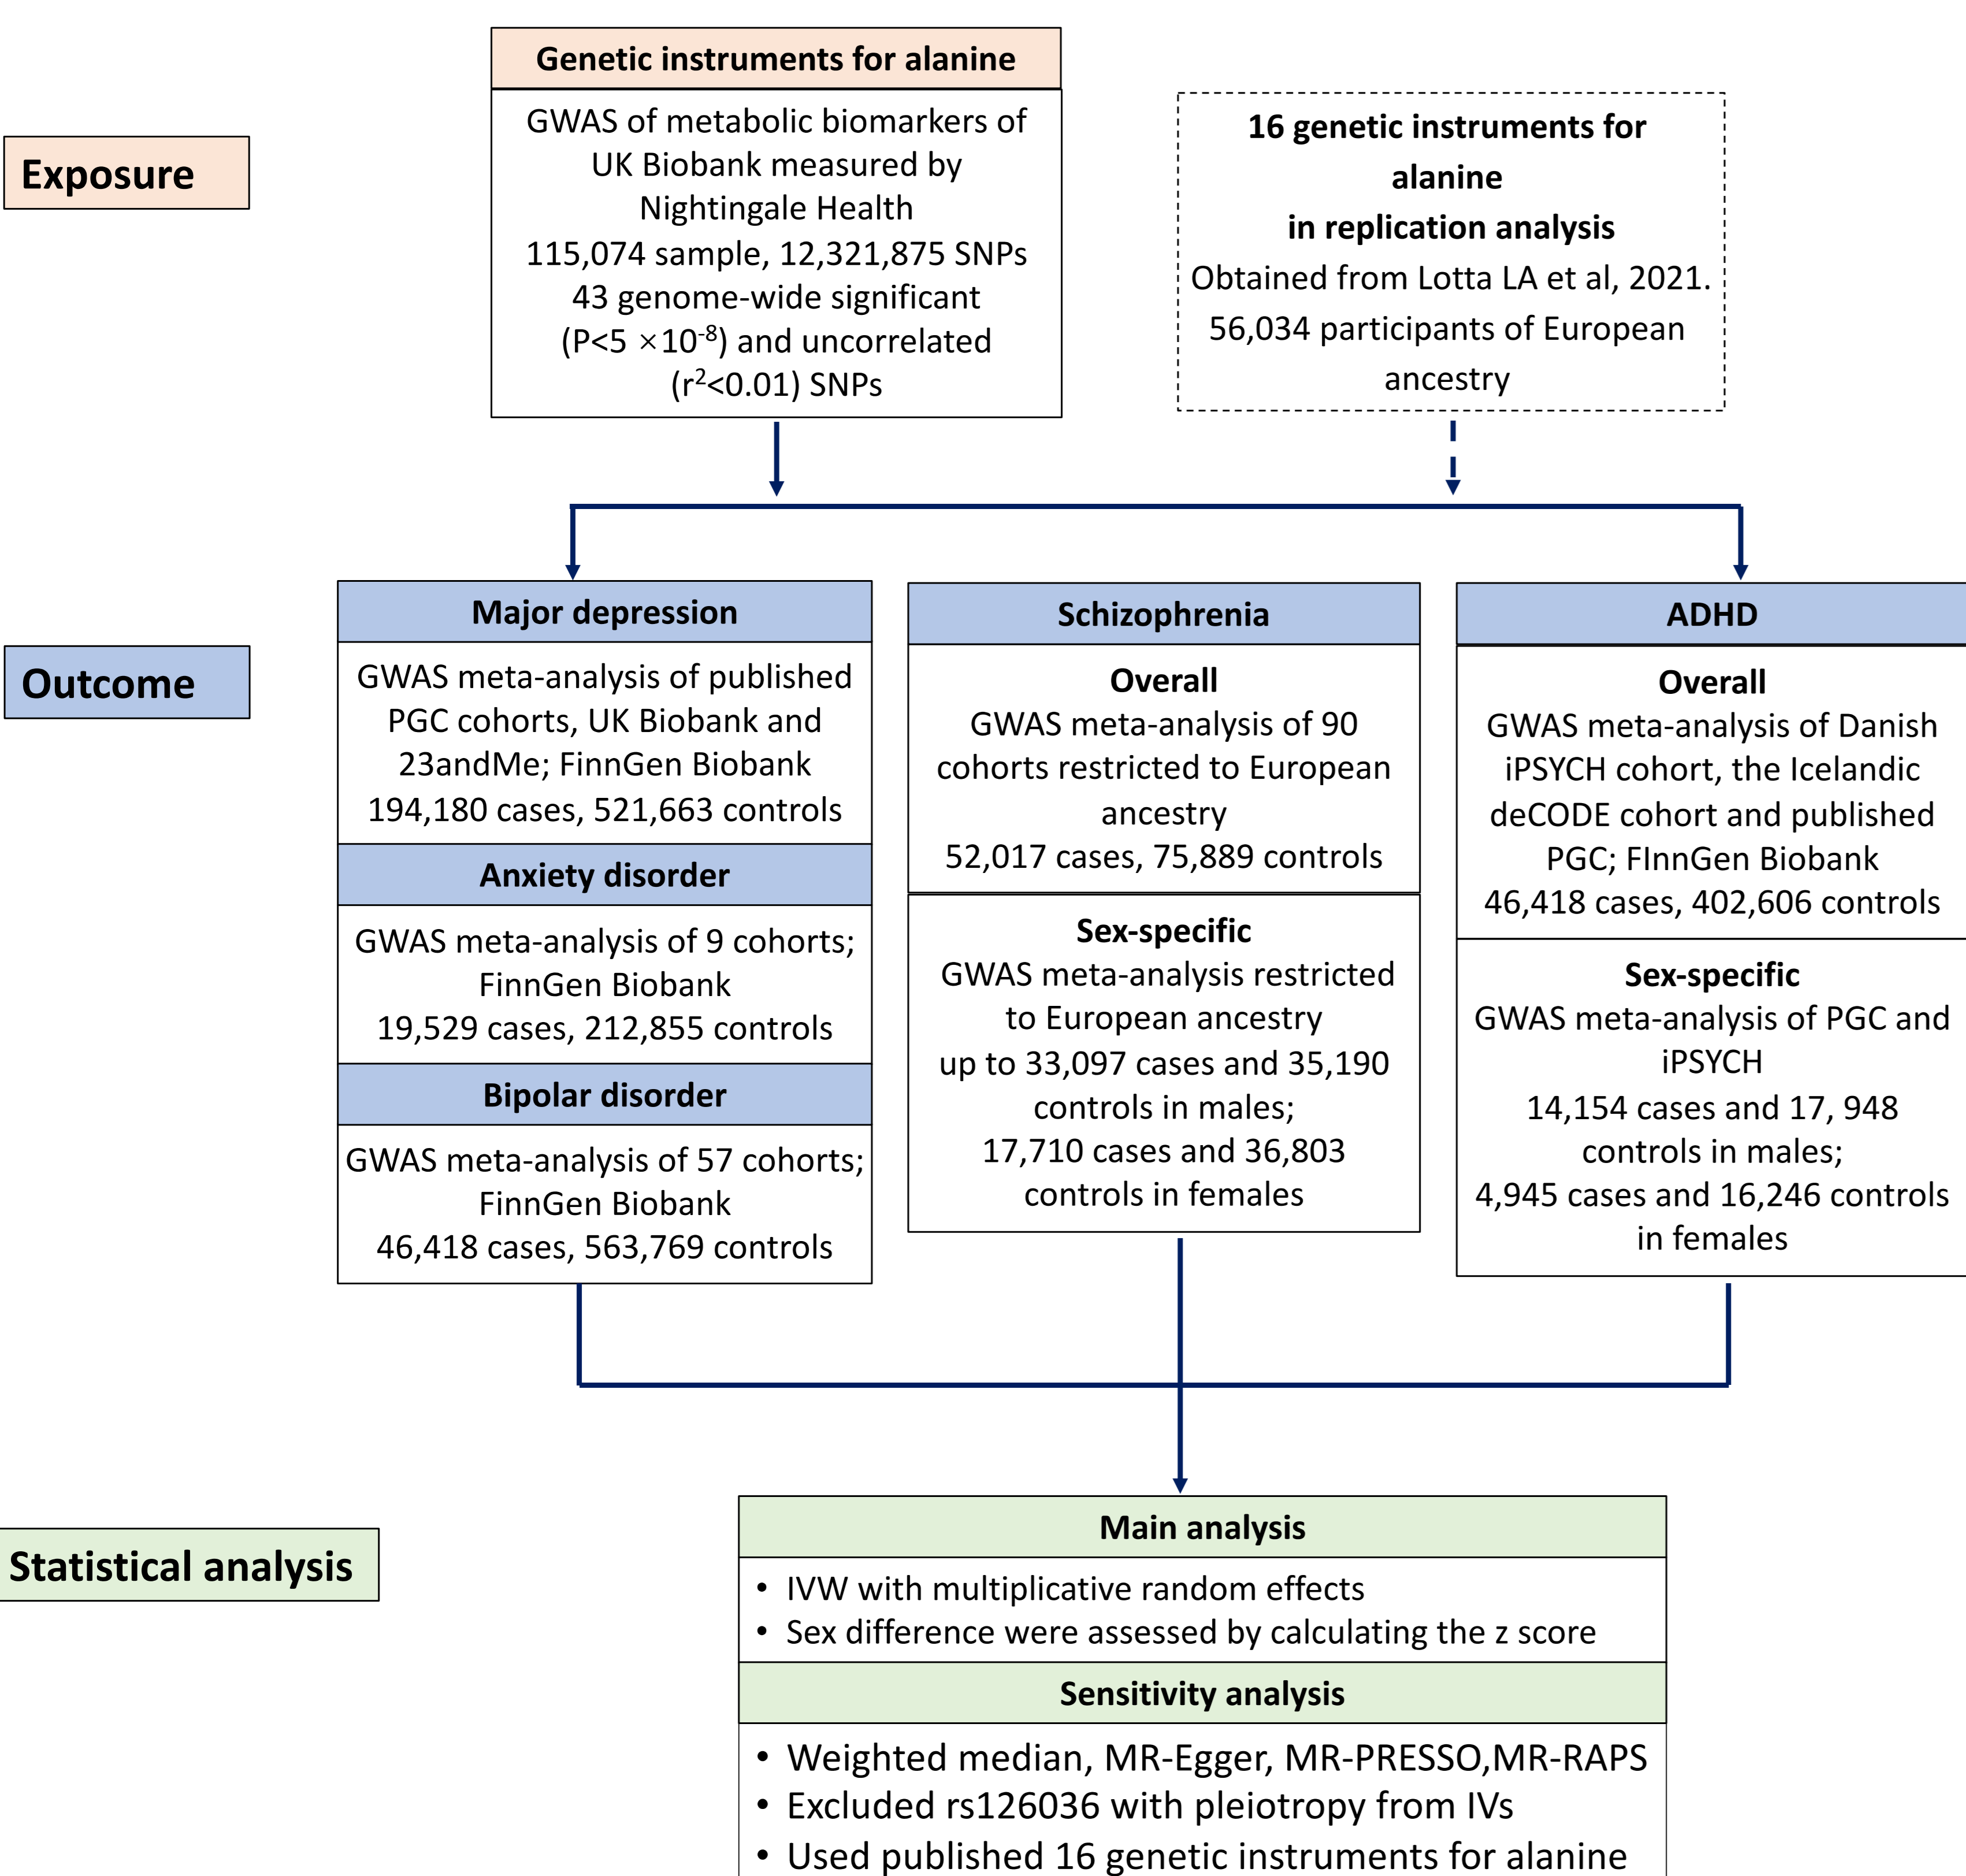 Exposure
Genetic instruments for alanine
GWAS of metabolic biomarkers of
UK Biobank measured by
Nightingale Health
115,074 sample, 12,321,875 SNPs
43 genome-wide significant
(P<5 ×10⁻⁸) and uncorrelated
(r²<0.01) SNPs
16 genetic instruments for
alanine
in replication analysis
Obtained from Lotta LA et al, 2021.
56,034 participants of European
ancestry
Outcome
Major depression
GWAS meta-analysis of published
PGC cohorts, UK Biobank and
23andMe; FinnGen Biobank
194,180 cases, 521,663 controls
Anxiety disorder
GWAS meta-analysis of 9 cohorts;
FinnGen Biobank
19,529 cases, 212,855 controls
Bipolar disorder
GWAS meta-analysis of 57 cohorts;
FinnGen Biobank
46,418 cases, 563,769 controls
Schizophrenia
Overall
GWAS meta-analysis of 90
cohorts restricted to European
ancestry
52,017 cases, 75,889 controls
Sex-specific
GWAS meta-analysis restricted
to European ancestry
up to 33,097 cases and 35,190
controls in males;
17,710 cases and 36,803
controls in females
ADHD
Overall
GWAS meta-analysis of Danish
iPSYCH cohort, the Icelandic
deCODE cohort and published
PGC; FInnGen Biobank
46,418 cases, 402,606 controls
Sex-specific
GWAS meta-analysis of PGC and
iPSYCH
14,154 cases and 17, 948
controls in males;
4,945 cases and 16,246 controls
in females
Statistical analysis
Main analysis
• IVW with multiplicative random effects
• Sex difference were assessed by calculating the z score
Sensitivity analysis
• Weighted median, MR-Egger, MR-PRESSO,MR-RAPS
• Excluded rs126036 with pleiotropy from IVs
• Used published 16 genetic instruments for alanine